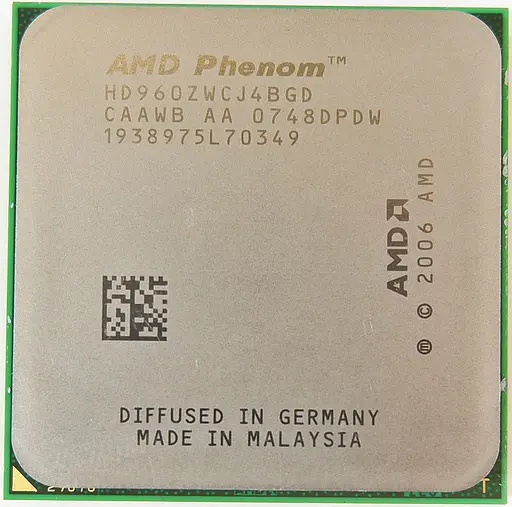 AMD Phenom™
HD960ZWCJ4BGD
CAAWB AA 0748DPDW
1938975L70349
AMD
ⓜ © 2006 AMD
DIFFUSED IN GERMANY
MADE IN MALAYSIA
T